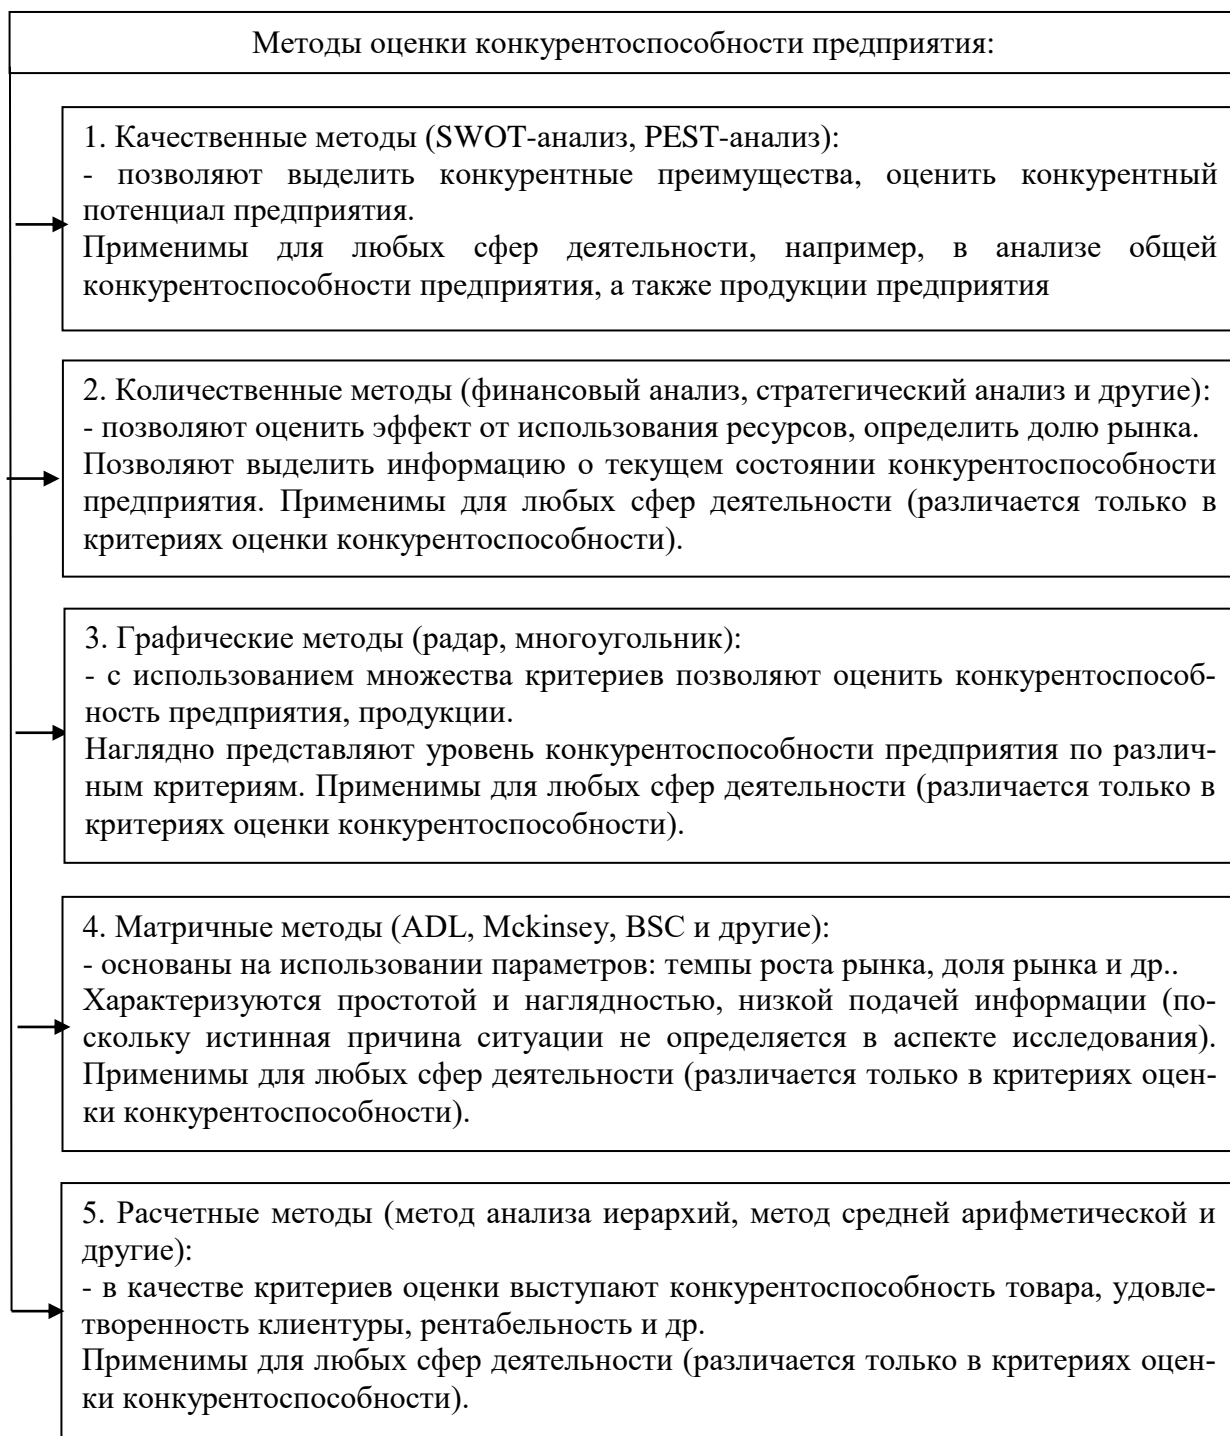 Методы оценки конкурентоспособности предприятия:
1. Качественные методы (SWOT-анализ, PEST-анализ):
- позволяют выделить конкурентные преимущества, оценить конкурентный
потенциал предприятия.
Применимы для любых сфер деятельности, например, в анализе общей
конкурентоспособности предприятия, а также продукции предприятия
2. Количественные методы (финансовый анализ, стратегический анализ и другие):
- позволяют оценить эффект от использования ресурсов, определить долю рынка.
Позволяют выделить информацию о текущем состоянии конкурентоспособности
предприятия. Применимы для любых сфер деятельности (различается только в
критериях оценки конкурентоспособности).
3. Графические методы (радар, многоугольник):
- с использованием множества критериев позволяют оценить конкурентоспособ-
ность предприятия, продукции.
Наглядно представляют уровень конкурентоспособности предприятия по различ-
ным критериям. Применимы для любых сфер деятельности (различается только в
критериях оценки конкурентоспособности).
4. Матричные методы (ADL, Mckinsey, BSC и другие):
- основаны на использовании параметров: темпы роста рынка, доля рынка и др..
Характеризуются простотой и наглядностью, низкой подачей информации (по-
скольку истинная причина ситуации не определяется в аспекте исследования).
Применимы для любых сфер деятельности (различается только в критериях оцен-
ки конкурентоспособности).
5. Расчетные методы (метод анализа иерархий, метод средней арифметической и
другие):
- в качестве критериев оценки выступают конкурентоспособность товара, удовле-
творенность клиентуры, рентабельность и др.
Применимы для любых сфер деятельности (различается только в критериях оцен-
ки конкурентоспособности).